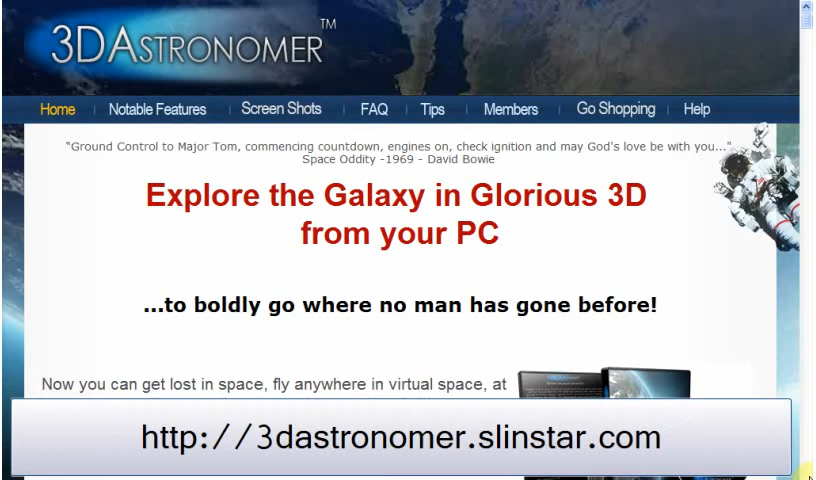 3DASTRONOMER™
Home
Notable Features
Screen Shots
FAQ
Tips
Members
Go Shopping
Help
“Ground Control to Major Tom, commencing countdown, engines on, check ignition and may God's love be with you..."
Space Oddity -1969 - David Bowie
Explore the Galaxy in Glorious 3D
from your PC
...to boldly go where no man has gone before!
Now you can get lost in space, fly anywhere in virtual space, at
http://3dastronomer.slinstar.com